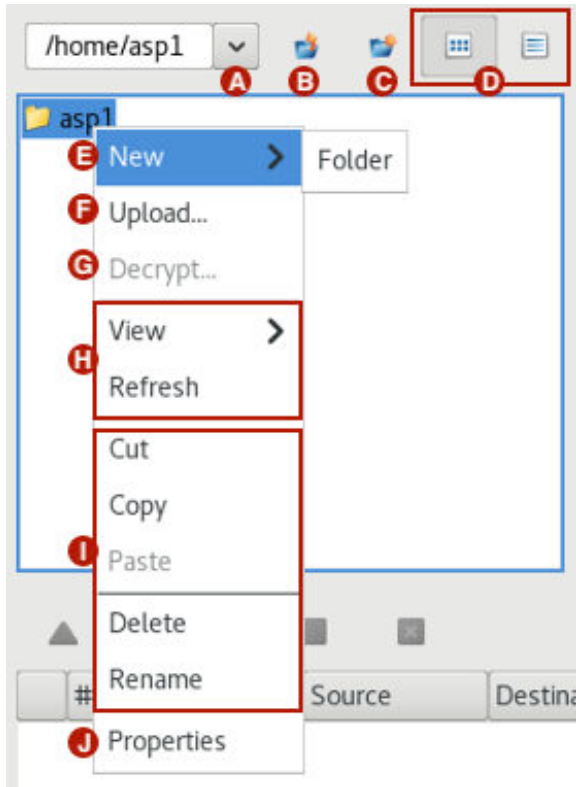 /home/asp1
A
B
C
D
asp1
E New Folder
F Upload...
G Decrypt...
View
H
Refresh
Cut
Copy
I
Paste
Delete
Rename
# Source Destina
J Properties